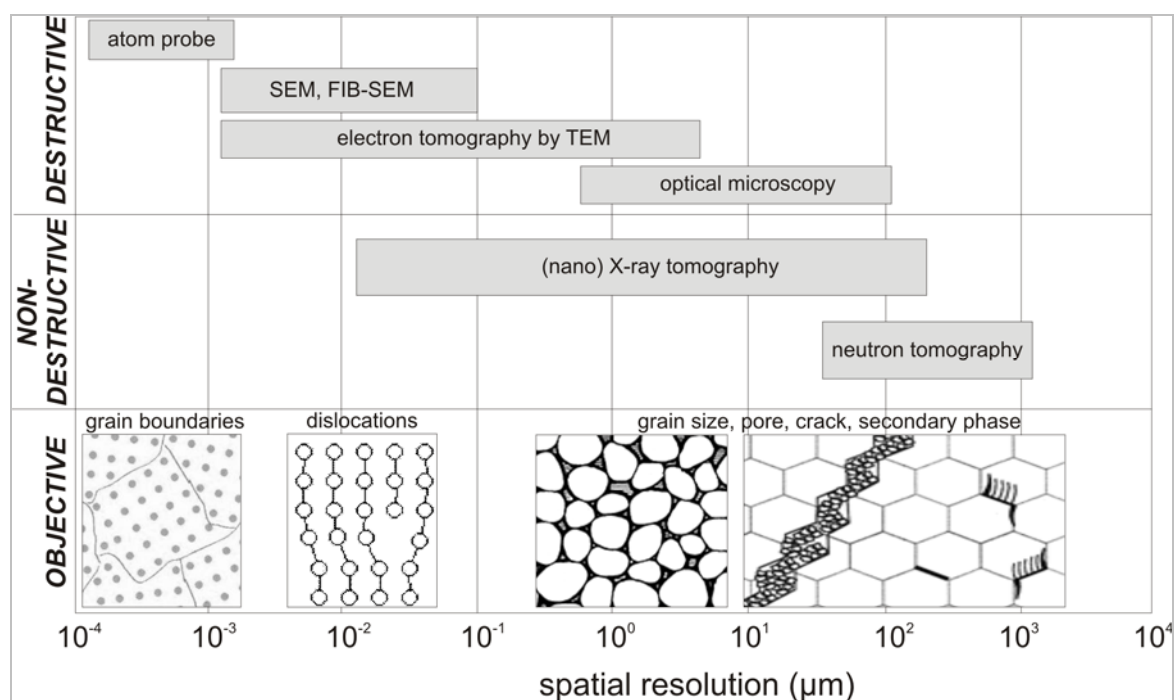 DESTRUCTIVE
atom probe
SEM, FIB-SEM
electron tomography by TEM
optical microscopy
NON-
DESTRUCTIVE
(nano) X-ray tomography
neutron tomography
OBJECTIVE
grain boundaries
dislocations
grain size, pore, crack, secondary phase
10⁻⁴ 10⁻³ 10⁻² 10⁻¹ 10⁰ 10¹ 10² 10³ 10⁴
spatial resolution (µm)